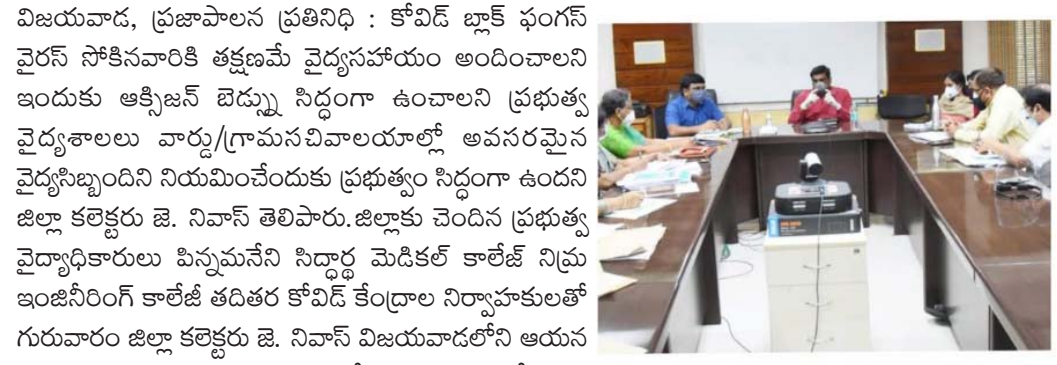 విజయవాడ, ప్రజాపాలన ప్రతినిధి : కోవిడ్ బ్లాక్ ఫంగస్
వైరస్ సోకినవారికి తక్షణమే వైద్యసహాయం అందించాలని
ఇందుకు ఆక్సిజన్ బెడ్స్ను సిద్ధంగా ఉంచాలని ప్రభుత్వ
వైద్యశాలలు వార్డు/గ్రామసచివాలయాల్లో అవసరమైన
వైద్యసిబ్బందిని నియమించేందుకు ప్రభుత్వం సిద్ధంగా ఉందని
జిల్లా కలెక్టరు జె. నివాస్ తెలిపారు.జిల్లాకు చెందిన ప్రభుత్వ
వైద్యాధికారులు పిన్నమనేని సిద్ధార్థ మెడికల్ కాలేజ్ నిమ్ర
ఇంజినీరింగ్ కాలేజీ తదితర కోవిడ్ కేంద్రాల నిర్వాహకులతో
గురువారం జిల్లా కలెక్టరు జె. నివాస్ విజయవాడలోని ఆయన